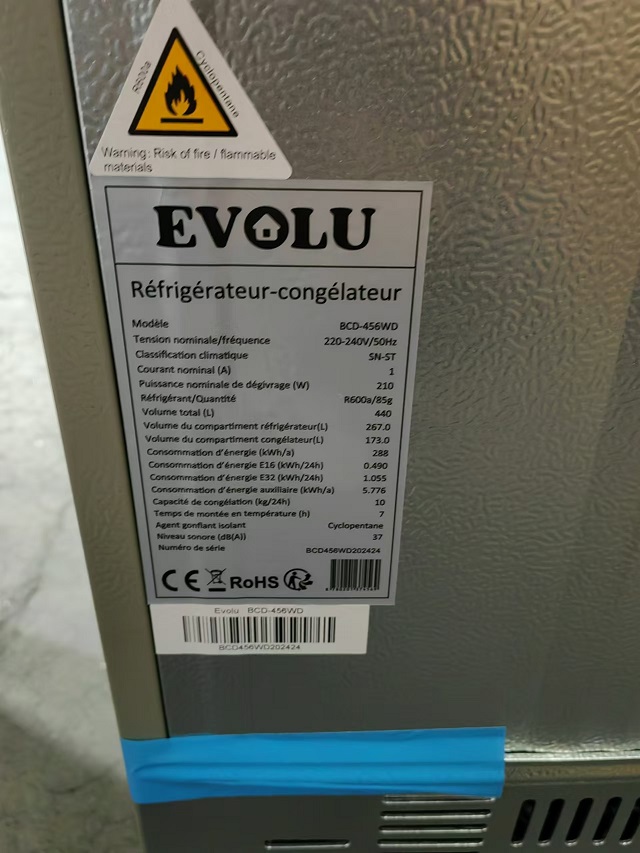 R600a
Cyclopentane
Warning: Risk of fire / flammable
materials
EVOLU
Réfrigérateur-congélateur
Modèle BCD-456WD
Tension nominale/fréquence 220-240V/50Hz
Classification climatique SN-ST
Courant nominal (A) 1
Puissance nominale de dégivrage (W) 210
Réfrigérant/Quantité R600a/85g
Volume total (L) 440
Volume du compartiment réfrigérateur(L) 267.0
Volume du compartiment congélateur(L) 173.0
Consommation d'énergie (kWh/a) 288
Consommation d'énergie E16 (kWh/24h) 0.490
Consommation d'énergie E32 (kWh/24h) 1.055
Consommation d'énergie auxiliaire (kWh/a) 5.776
Capacité de congélation (kg/24h) 10
Temps de montée en température (h) 7
Agent gonflant isolant Cyclopentane
Niveau sonore (dB(A)) 37
Numéro de série BCD456WD202424
CE RoHS
Evolu BCD-456WD
BCD456WD202424